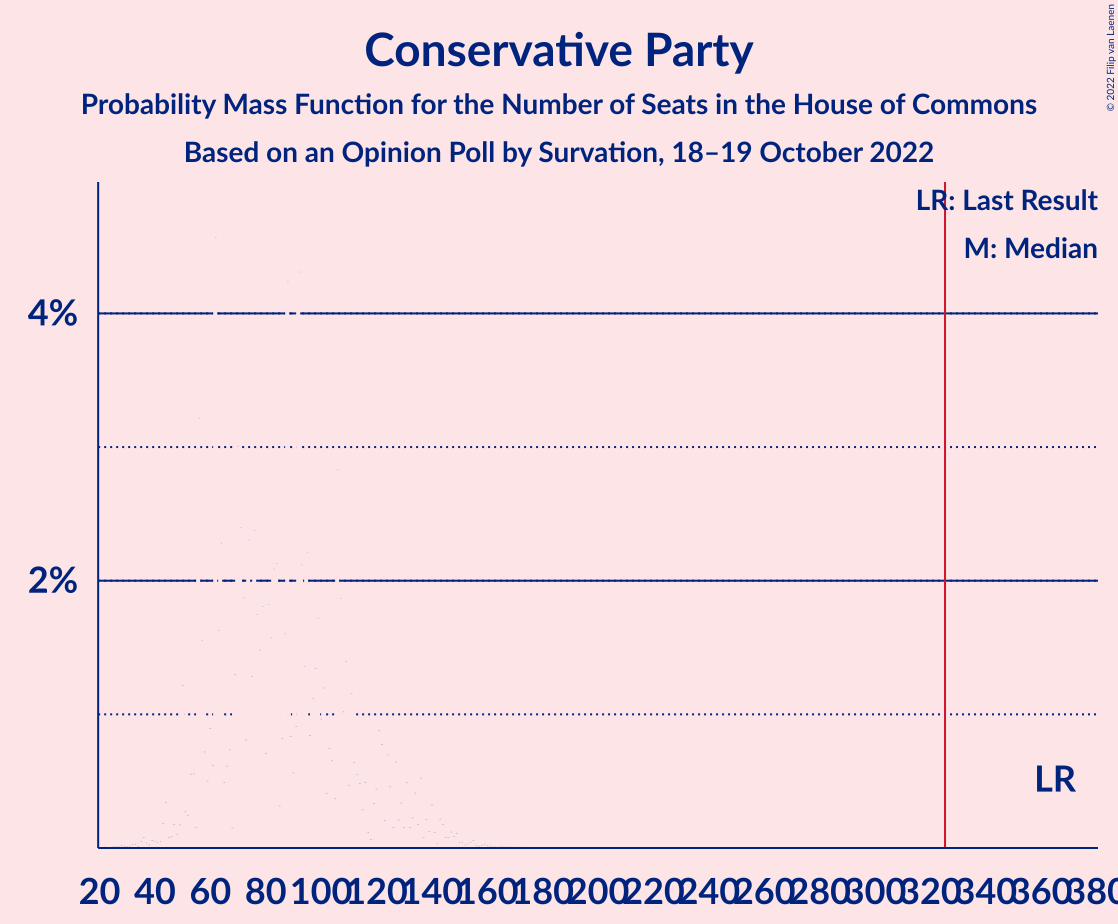 Conservative Party
Probability Mass Function for the Number of Seats in the House of Commons
Based on an Opinion Poll by Survation, 18–19 October 2022
© 2022 Filip van Laenen
LR: Last Result
M: Median
4%
2%
LR
20 40 60 80 100 120 140 160 180 200 220 240 260 280 300 320 340 360 380